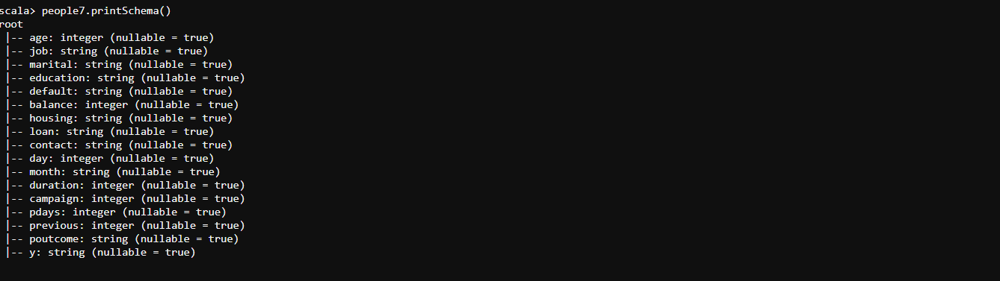 scala> people7.printSchema()
root
 |-- age: integer (nullable = true)
 |-- job: string (nullable = true)
 |-- marital: string (nullable = true)
 |-- education: string (nullable = true)
 |-- default: string (nullable = true)
 |-- balance: integer (nullable = true)
 |-- housing: string (nullable = true)
 |-- loan: string (nullable = true)
 |-- contact: string (nullable = true)
 |-- day: integer (nullable = true)
 |-- month: string (nullable = true)
 |-- duration: integer (nullable = true)
 |-- campaign: integer (nullable = true)
 |-- pdays: integer (nullable = true)
 |-- previous: integer (nullable = true)
 |-- poutcome: string (nullable = true)
 |-- y: string (nullable = true)